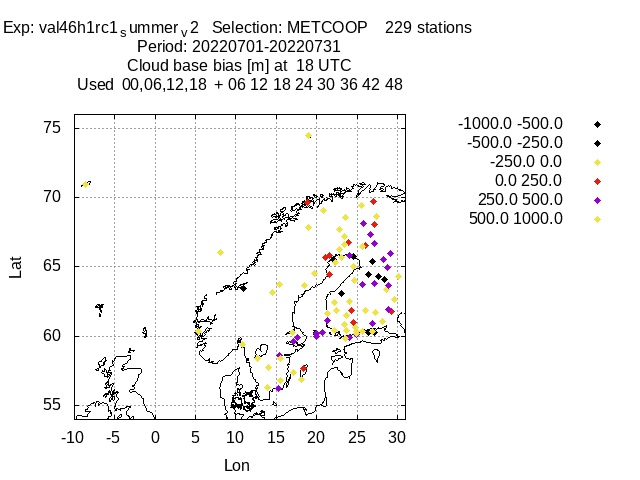 Exp: val46h1rc1summerv2 Selection: METCOOP 229 stations
Period: 20220701-20220731
Cloud base bias [m] at 18 UTC
Used 00,06,12,18 + 06 12 18 24 30 36 42 48
-1000.0 -500.0
-500.0 -250.0
-250.0 0.0
0.0 250.0
250.0 500.0
500.0 1000.0
75
70
65
60
55
Lat
-10 -5 0 5 10 15 20 25 30
Lon